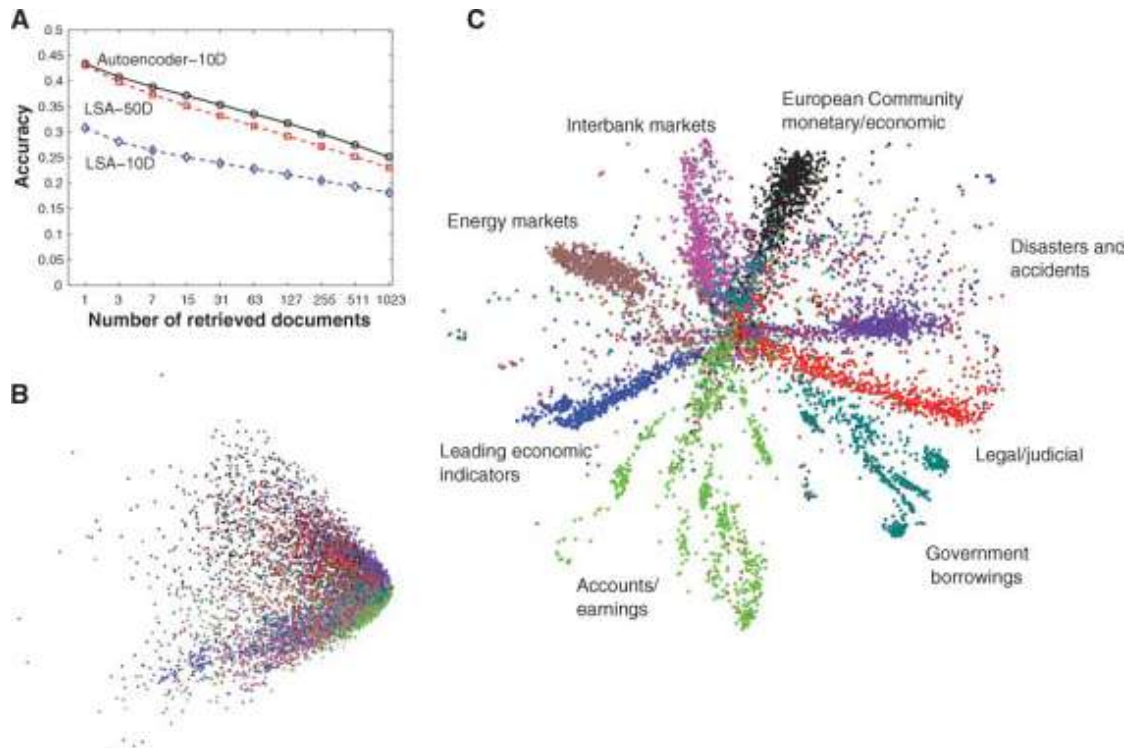 A
0.5
0.45
0.4
0.35
0.3
0.25
0.2
0.15
0.1
0.05
0
Accuracy
Autoencoder-10D
LSA-50D
LSA-10D
1 3 7 15 31 63 127 255 511 1023
Number of retrieved documents
B
C
European Community
monetary/economic
Interbank markets
Energy markets
Disasters and
accidents
Leading economic
indicators
Legal/judicial
Government
borrowings
Accounts/
earnings